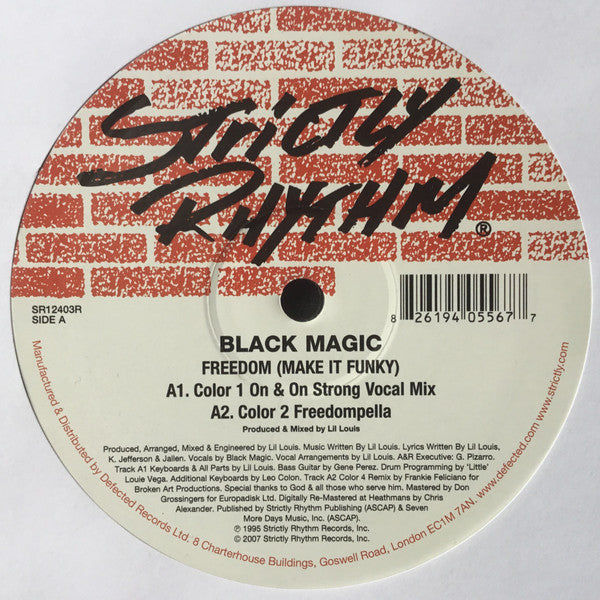 STRICTLY
RHYTHM®
SR12403R
SIDE A
8 26194 05567 7
BLACK MAGIC
FREEDOM (MAKE IT FUNKY)
A1. Color 1 On & On Strong Vocal Mix
A2. Color 2 Freedompella
Produced & Mixed by Lil Louis
Produced, Arranged, Mixed & Engineered by Lil Louis. Music Written By Lil Louis. Lyrics Written By Lil Louis,
K. Jefferson & Jallen. Vocals by Black Magic. Vocal Arrangements by Lil Louis. A&R Executive: G. Pizarro.
Track A1 Keyboards & All Parts by Lil Louis. Bass Guitar by Gene Perez. Drum Programming by 'Little'
Louie Vega. Additional Keyboards by Leo Colon. Track A2 Color 4 Remix by Frankie Feliciano for
Broken Art Productions. Special thanks to God & all those who serve him. Mastered by Don
Grossingers for Europadisk Ltd. Digitally Re-Mastered at Heathmans by Chris
Alexander. Published by Strictly Rhythm Publishing (ASCAP) & Seven
More Days Music, Inc. (ASCAP).
℗ 1995 Strictly Rhythm Records, Inc.
© 2007 Strictly Rhythm Records, Inc.
Manufactured & Distributed by Defected Records Ltd. 8 Charterhouse Buildings, Goswell Road, London EC1M 7AN. www.defected.com www.strictly.com